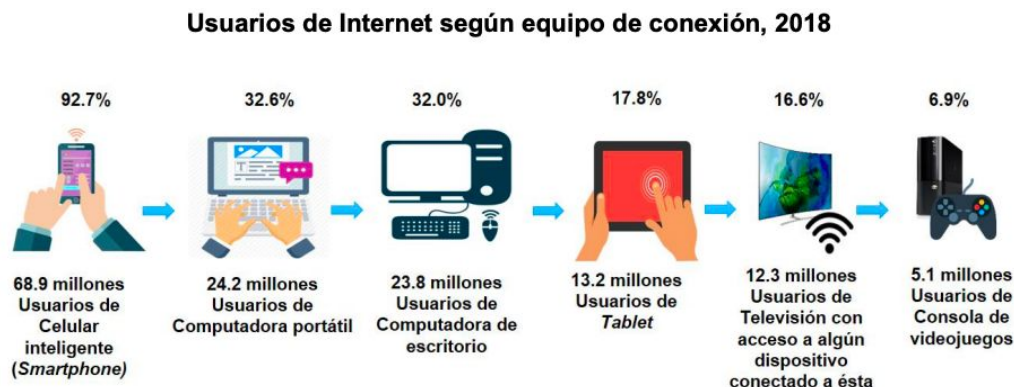 Usuarios de Internet según equipo de conexión, 2018
92.7%
32.6%
32.0%
17.8%
16.6%
6.9%
68.9 millones
Usuarios de
Celular
inteligente
(Smartphone)
24.2 millones
Usuarios de
Computadora portátil
23.8 millones
Usuarios de
Computadora de
escritorio
13.2 millones
Usuarios de
Tablet
12.3 millones
Usuarios de
Televisión con
acceso a algún
dispositivo
conectado a ésta
5.1 millones
Usuarios de
Consola de
videojuegos